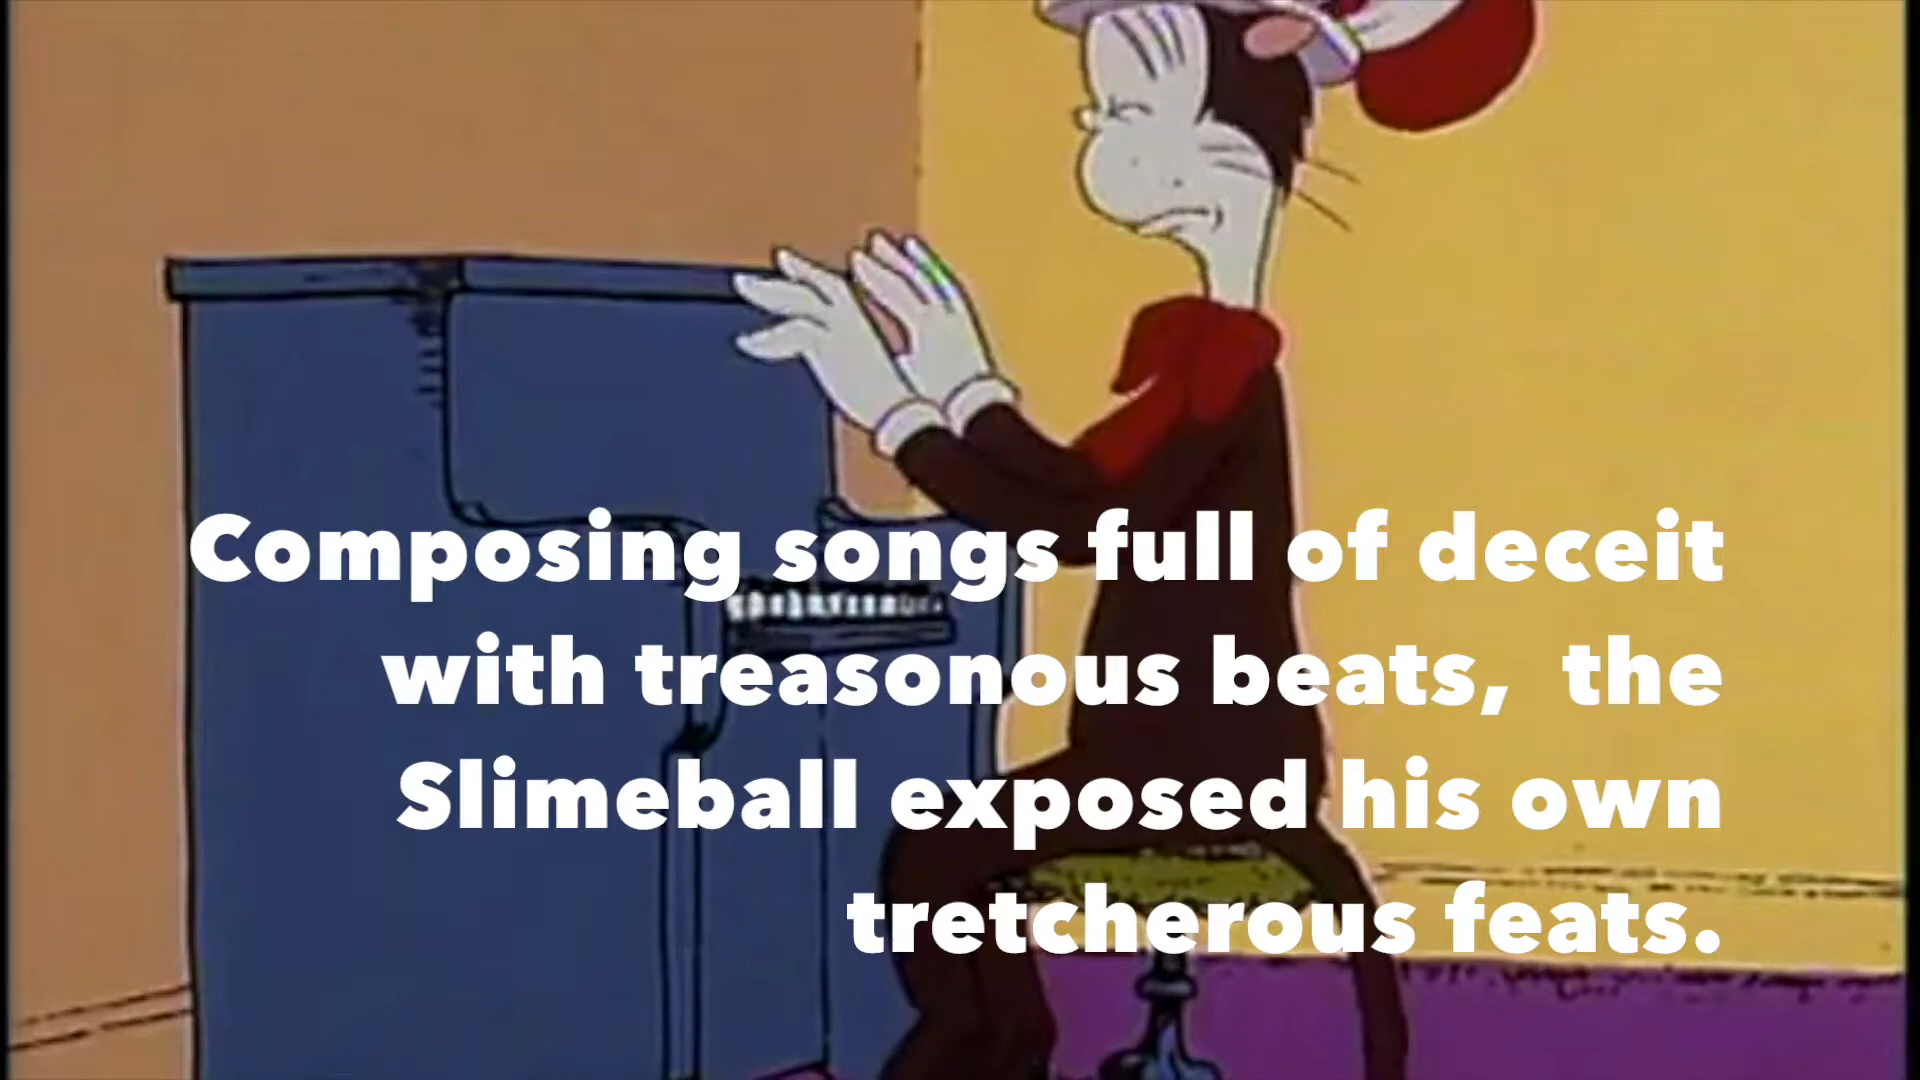 Composing songs full of deceit
with treasonous beats,  the
Slimeball exposed his own
tretcherous feats.